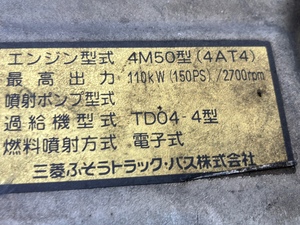 エンジン型式 4M50型(4AT4)
最高出力 110kW(150PS)/2700rpm
噴射ポンプ型式
過給機型式 TD04-4型
燃料噴射方式 電子式
三菱ふそうトラック・バス株式会社